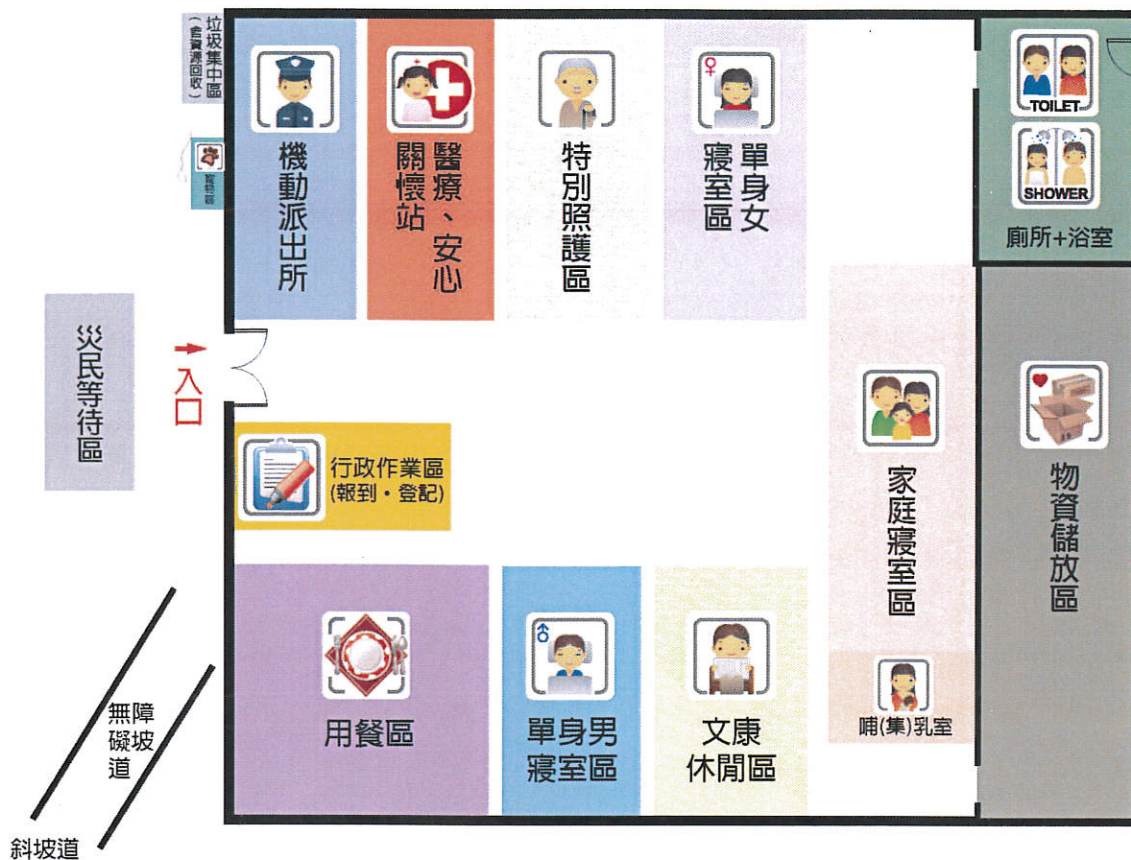 垃圾集中區
(含資源回收)
寵物區
災民等待區
入口
機動派出所
醫療、安心
關懷站
特別照護區
單身女
寢室區
TOILET
SHOWER
廁所+浴室
行政作業區
(報到·登記)
家庭寢室區
物資儲放區
用餐區
單身男
寢室區
文康
休閒區
哺(集)乳室
無障
礙坡
道
斜坡道